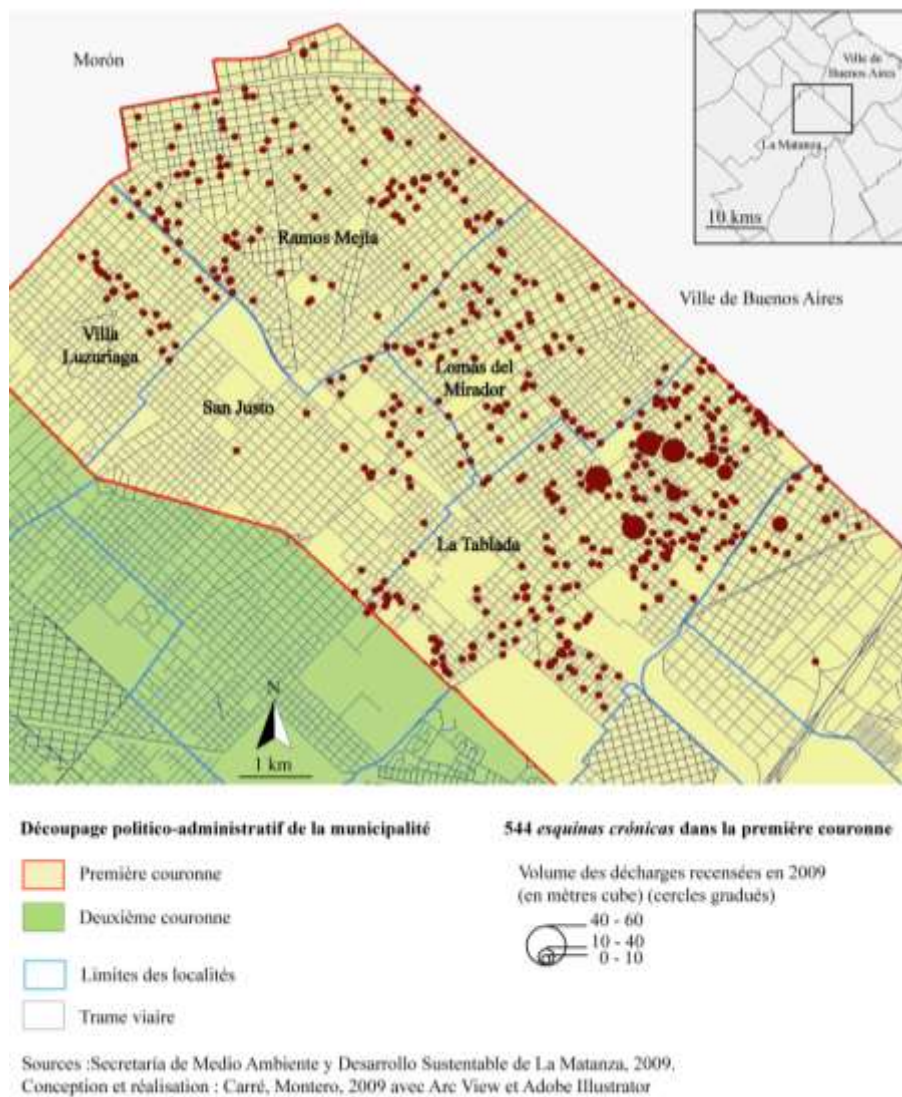 Morón
Ville de
Buenos Aires
La Matanza
10 kms
Ramos Mejía
Ville de Buenos Aires
Villa
Luzuriaga
Lomás del
Mirador
San Justo
La Tablada
N
1 km
Découpage politico-administratif de la municipalité
Première couronne
Deuxième couronne
Limites des localités
Trame viaire
544 esquinas crónicas dans la première couronne
Volume des décharges recensées en 2009
(en mètres cube) (cercles gradués)
40 - 60
10 - 40
0 - 10
Sources :Secretaría de Medio Ambiente y Desarrollo Sustentable de La Matanza, 2009.
Conception et réalisation : Carré, Montero, 2009 avec Arc View et Adobe Illustrator